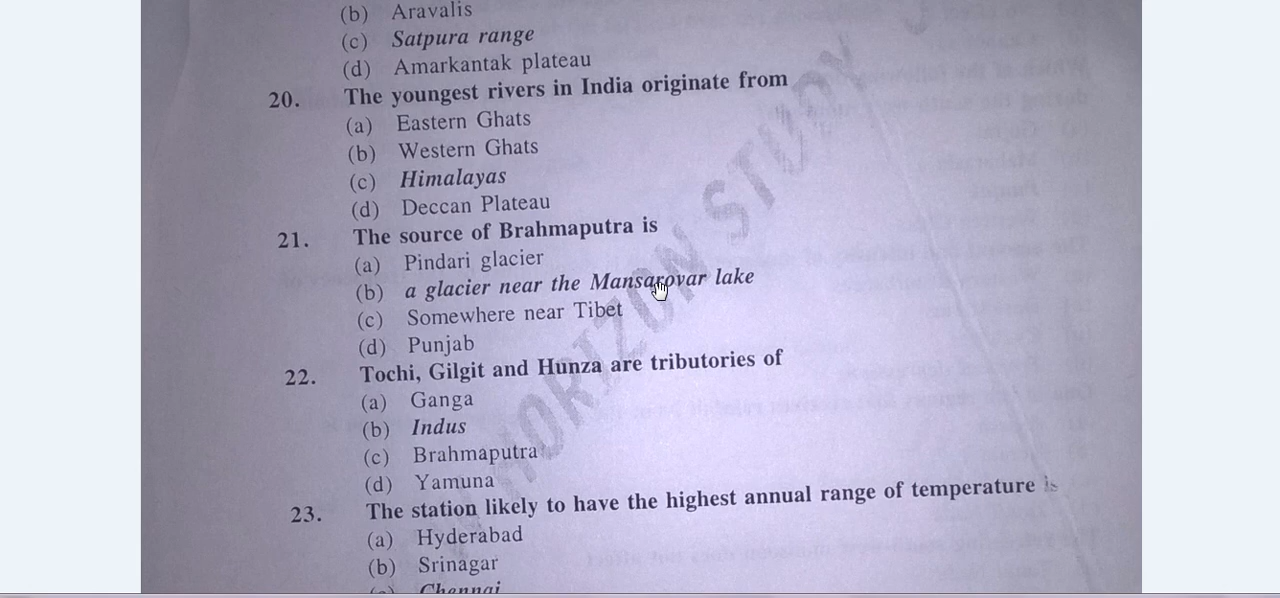 (b) Aravalis
(c) Satpura range
(d) Amarkantak plateau
20. The youngest rivers in India originate from
(a) Eastern Ghats
(b) Western Ghats
(c) Himalayas
(d) Deccan Plateau
21. The source of Brahmaputra is
(a) Pindari glacier
(b) a glacier near the Mansarovar lake
(c) Somewhere near Tibet
(d) Punjab
22. Tochi, Gilgit and Hunza are tributories of
(a) Ganga
(b) Indus
(c) Brahmaputra
(d) Yamuna
23. The station likely to have the highest annual range of temperature is
(a) Hyderabad
(b) Srinagar
(c) Chennai
HORIZON STUDY